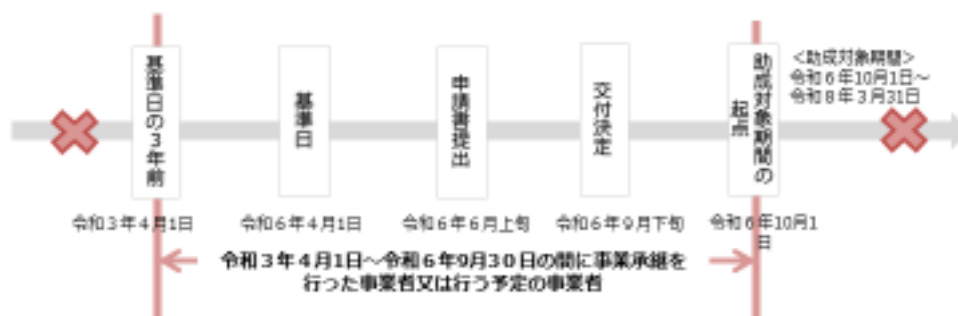 基準日の3年前
基準日
申請書提出
交付決定
助成対象期間の
起点
＜助成対象期間＞
令和６年10月1日～
令和８年３月31日
令和３年４月1日
令和６年４月1日
令和６年６月上旬
令和６年９月下旬
令和６年10月1
日
令和３年４月1日～令和６年9月3０日の間に事業承継を
行った事業者又は行う予定の事業者